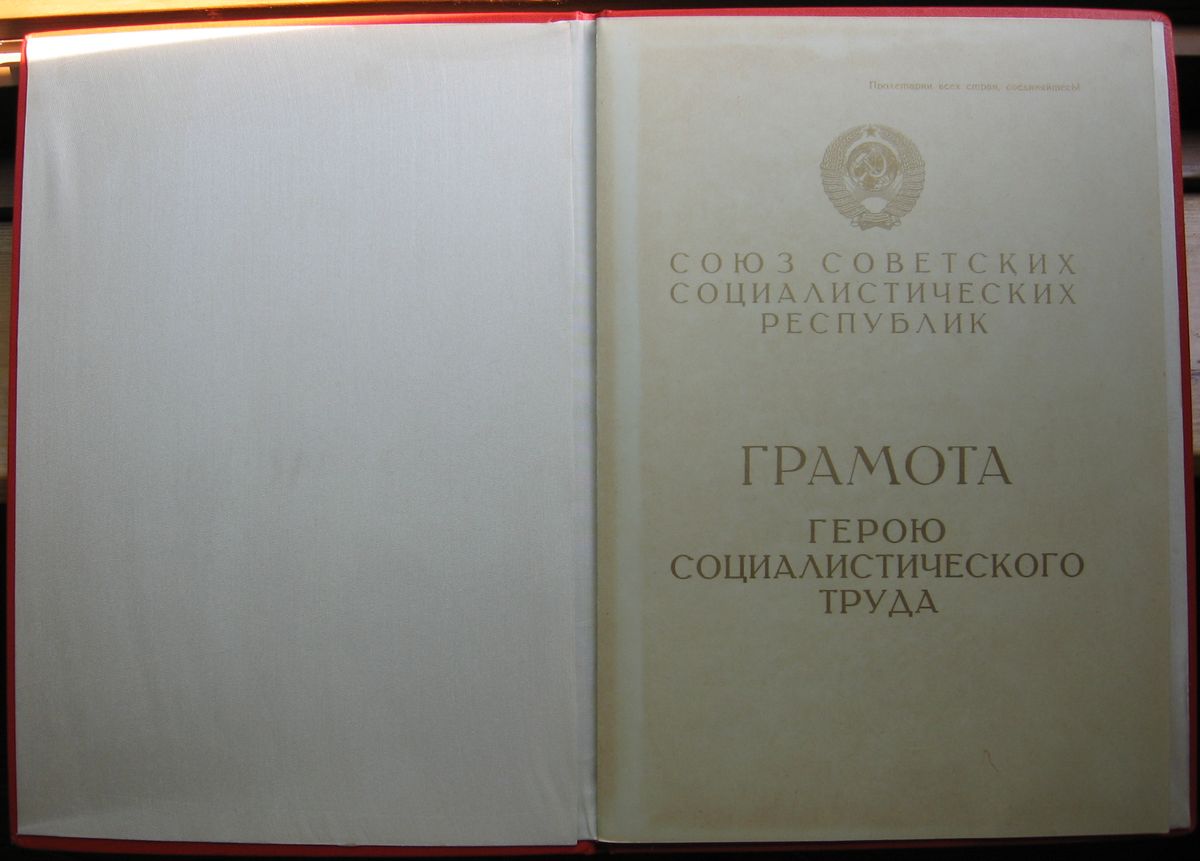 Пролетарии всех стран, соединяйтесь!
СОЮЗ СОВЕТСКИХ
СОЦИАЛИСТИЧЕСКИХ
РЕСПУБЛИК
ГРАМОТА
ГЕРОЮ
СОЦИАЛИСТИЧЕСКОГО
ТРУДА